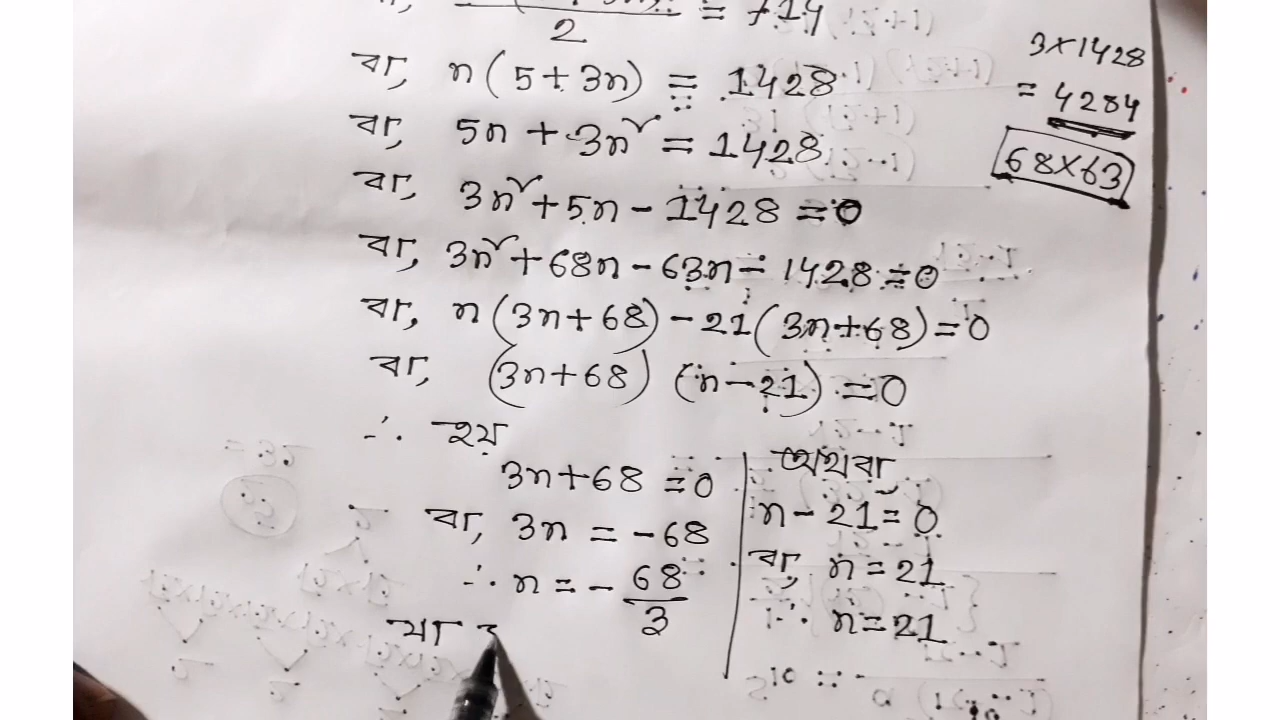 2 = 714
বা, n(5+3n) = 1428
বা, 5n + 3n² = 1428
বা, 3n² + 5n - 1428 = 0
বা, 3n² + 68n - 63n - 1428 = 0
বা, n(3n+68) - 21(3n+68) = 0
বা, (3n+68) (n-21) = 0
∴ হয়
3n+68 = 0
বা, 3n = -68
∴ n = - 68/3
যা
অথবা
n - 21 = 0
বা, n = 21
∴ n = 21
3×1428
= 4284
68×63